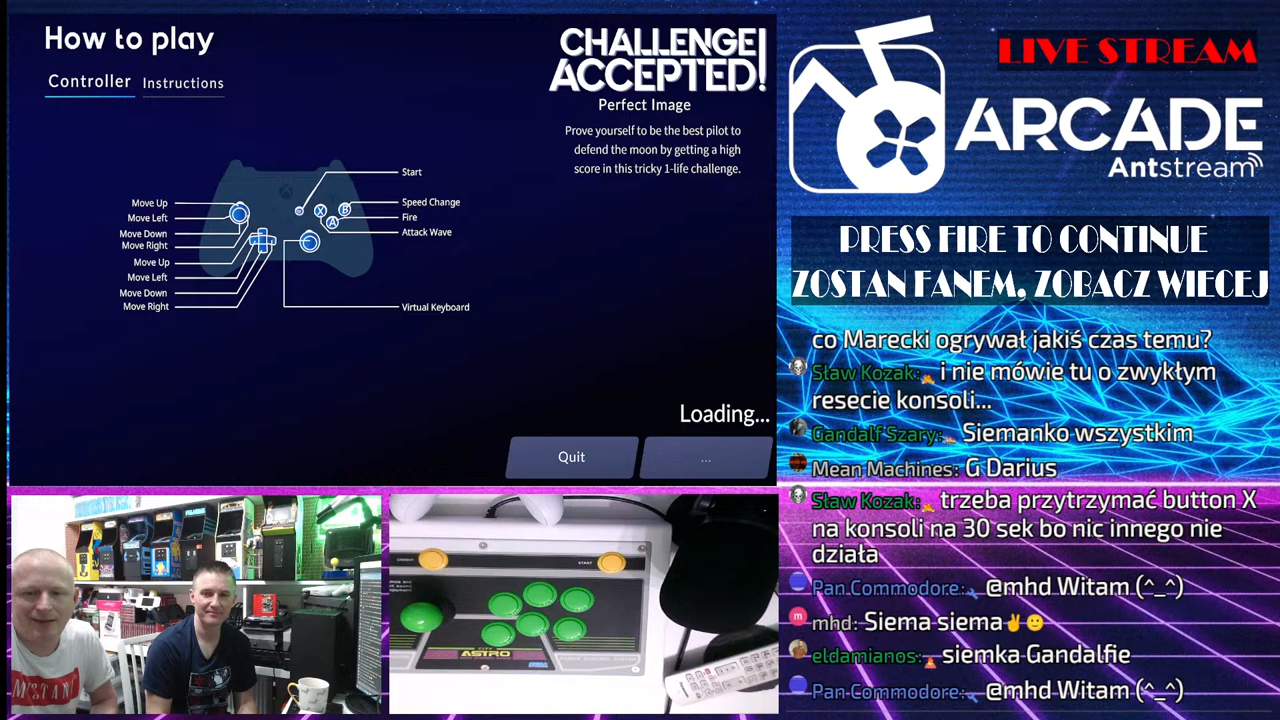 How to play
Controller
Instructions
CHALLENGE
ACCEPTED!
Perfect Image
Prove yourself to be the best pilot to
defend the moon by getting a high
score in this tricky 1-life challenge.
Start
Speed Change
Fire
Attack Wave
Virtual Keyboard
Move Up
Move Left
Move Down
Move Right
Move Up
Move Left
Move Down
Move Right
X
B
A
Loading...
Quit
...
LIVE STREAM
ARCADE
Antstream
PRESS FIRE TO CONTINUE
ZOSTAN FANEM, ZOBACZ WIECEJ
co Marecki ogrywał jakiś czas temu?
Sław Kozak: i nie mówie tu o zwykłym
resecie konsoli...
Gandalf Szary: Siemanko wszystkim
Mean Machines: G Darius
Sław Kozak: trzeba przytrzymać button X
na konsoli na 30 sek bo nic innego nie
działa
Pan Commodore: @mhd Witam (^_^)
m mhd: Siema siema✌🙂
eldamianos: siemka Gandalfie
Pan Commodore: @mhd Witam (^_^)
CREDIT
START
CITY
ASTRO
SEGA